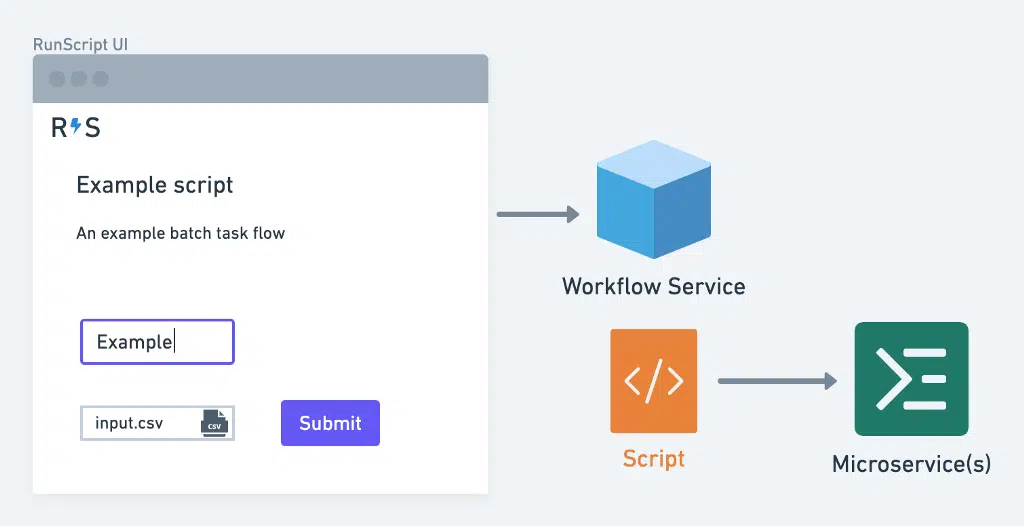 RunScript UI
R⚡S
Example script
An example batch task flow
Example
input.csv
CSV
Submit
Workflow Service
</>
Script
Microservice(s)